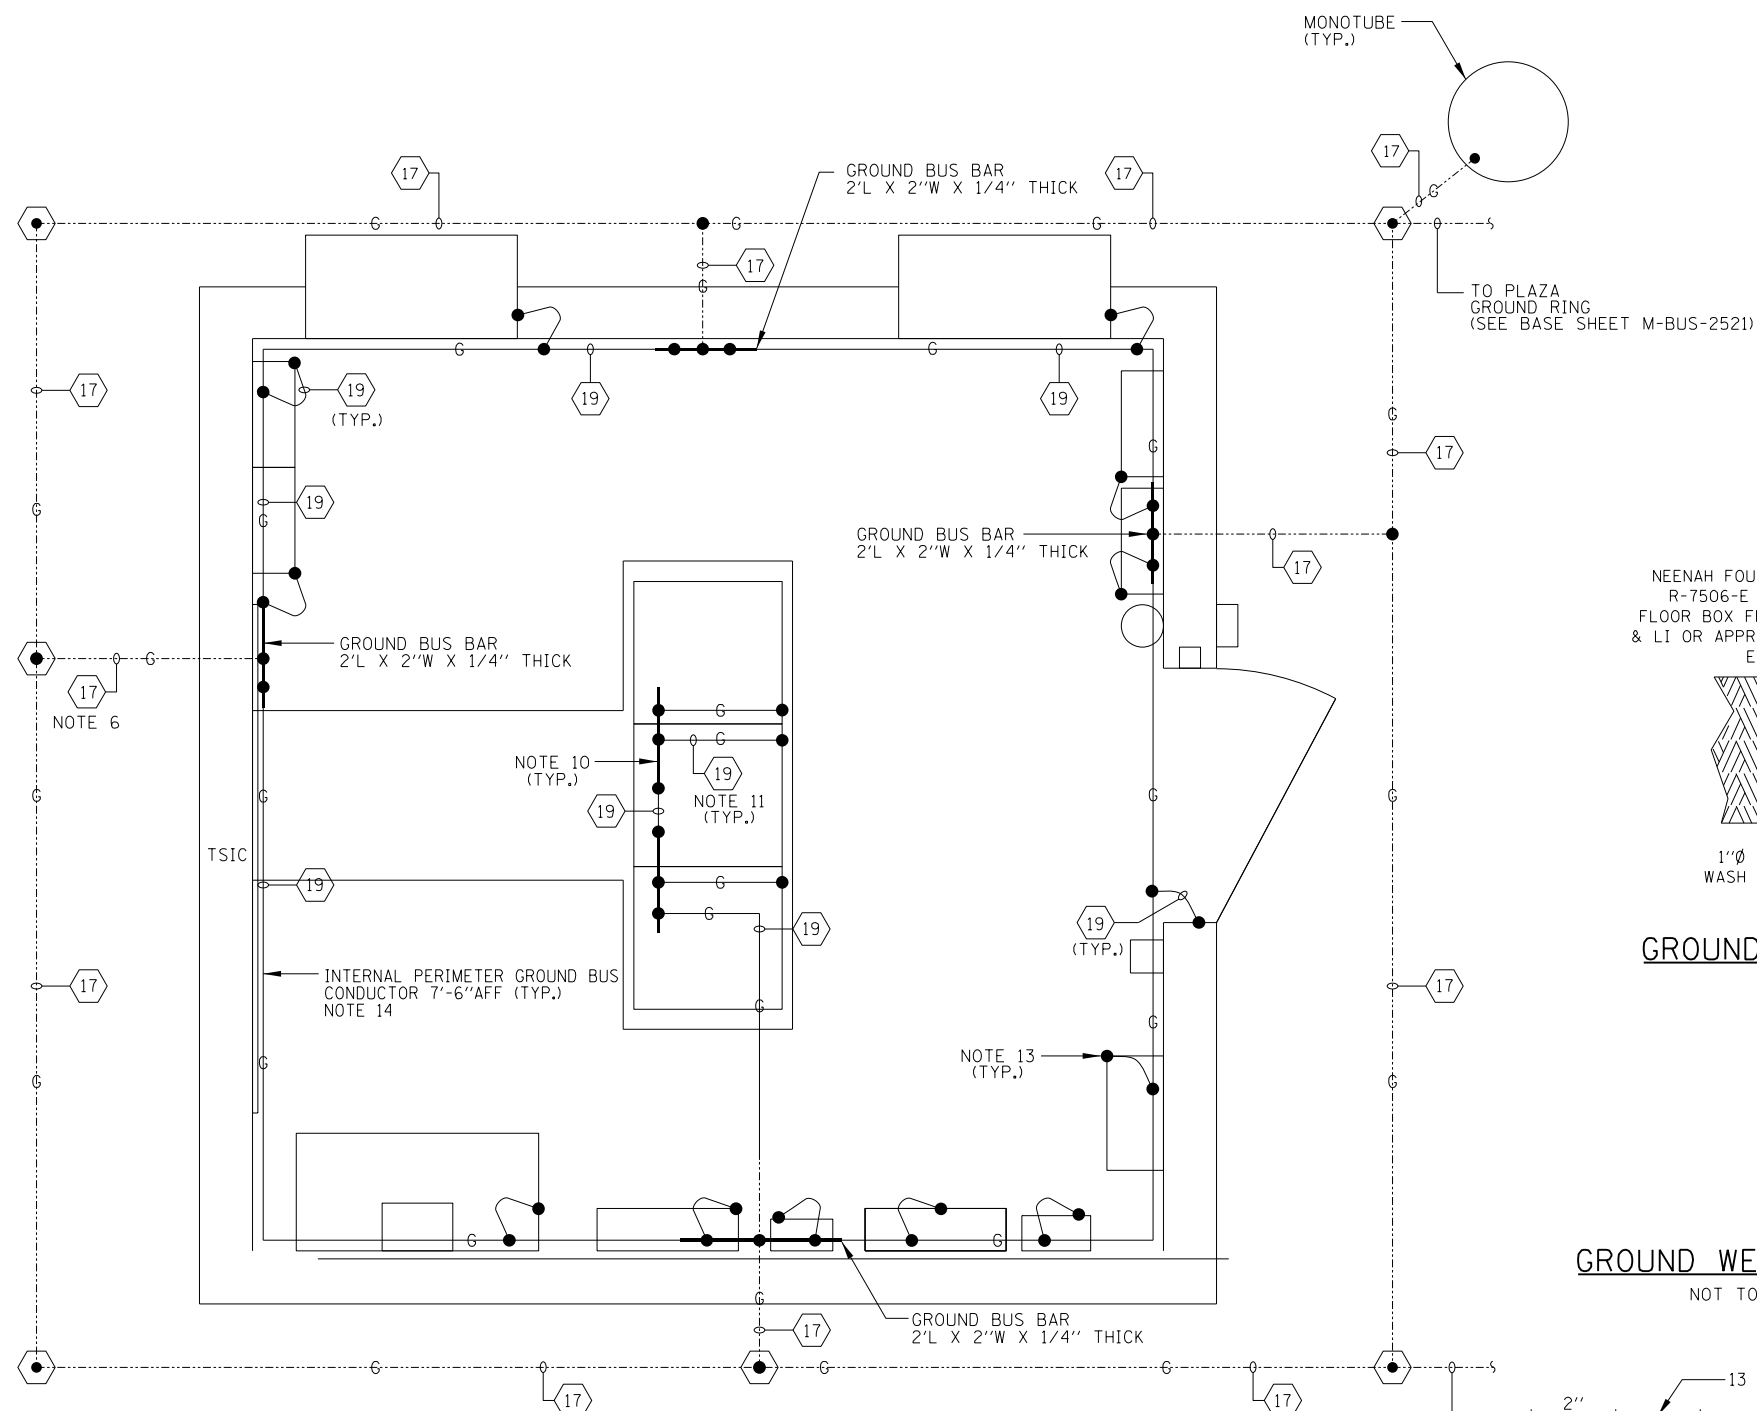 MONOTUBE
(TYP.)
17
17
GROUND BUS BAR
2'L X 2"W X 1/4" THICK
17
G
G
G
G
17
G
TO PLAZA
GROUND RING
(SEE BASE SHEET M-BUS-2521)
G
G
17
19
(TYP.)
19
19
G
G
17
19
G
G
GROUND BUS BAR
2'L X 2"W X 1/4" THICK
17
NEENAH FOU
R-7506-E
FLOOR BOX F
& LI OR APPR
E
GROUND BUS BAR
2'L X 2"W X 1/4" THICK
G
17
NOTE 6
G
G
NOTE 10
(TYP.)
19
NOTE 11
(TYP.)
19
G
G
G
G
TSIC
19
G
G
1"Ø
WASH
19
19
(TYP.)
GROUND
INTERNAL PERIMETER GROUND BUS
CONDUCTOR 7'-6"AFF (TYP.)
NOTE 14
17
17
G
G
G
G
G
G
NOTE 13
(TYP.)
G
G
GROUND WE
NOT TO
G
17
GROUND BUS BAR
2'L X 2"W X 1/4" THICK
G
G
G
17
17
13
2"